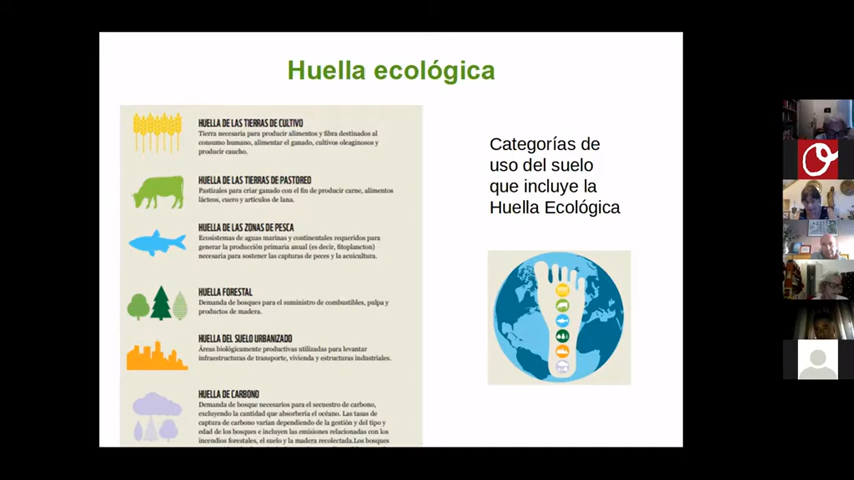 Huella ecológica
HUELLA DE LAS TIERRAS DE CULTIVO
Tierra necesaria para producir alimentos y fibra destinados al
consumo humano, alimentar el ganado, cultivos oleaginosos y
producir caucho.
HUELLA DE LAS TIERRAS DE PASTOREO
Pastizales para criar ganado con el fin de producir carne, alimentos
lácteos, cuero y artículos de lana.
HUELLA DE LAS ZONAS DE PESCA
Ecosistemas de aguas marinas y continentales requeridos para
generar la producción primaria anual (es decir, fitoplancton)
necesaria para sostener las capturas de peces y la acuicultura.
HUELLA FORESTAL
Demanda de bosques para el suministro de combustibles, pulpa y
productos de madera.
HUELLA DEL SUELO URBANIZADO
Áreas biológicamente productivas utilizadas para levantar
infraestructuras de transporte, vivienda y estructuras industriales.
HUELLA DE CARBONO
Demanda de bosque necesarios para el secuestro de carbono,
excluyendo la cantidad que absorbería el océano. Las tasas de
captura de carbono varían dependiendo de la gestión y del tipo y
edad de los bosques e incluyen las emisiones relacionadas con los
incendios forestales, el suelo y la madera recolectada.Los bosques
Categorías de
uso del suelo
que incluye la
Huella Ecológica